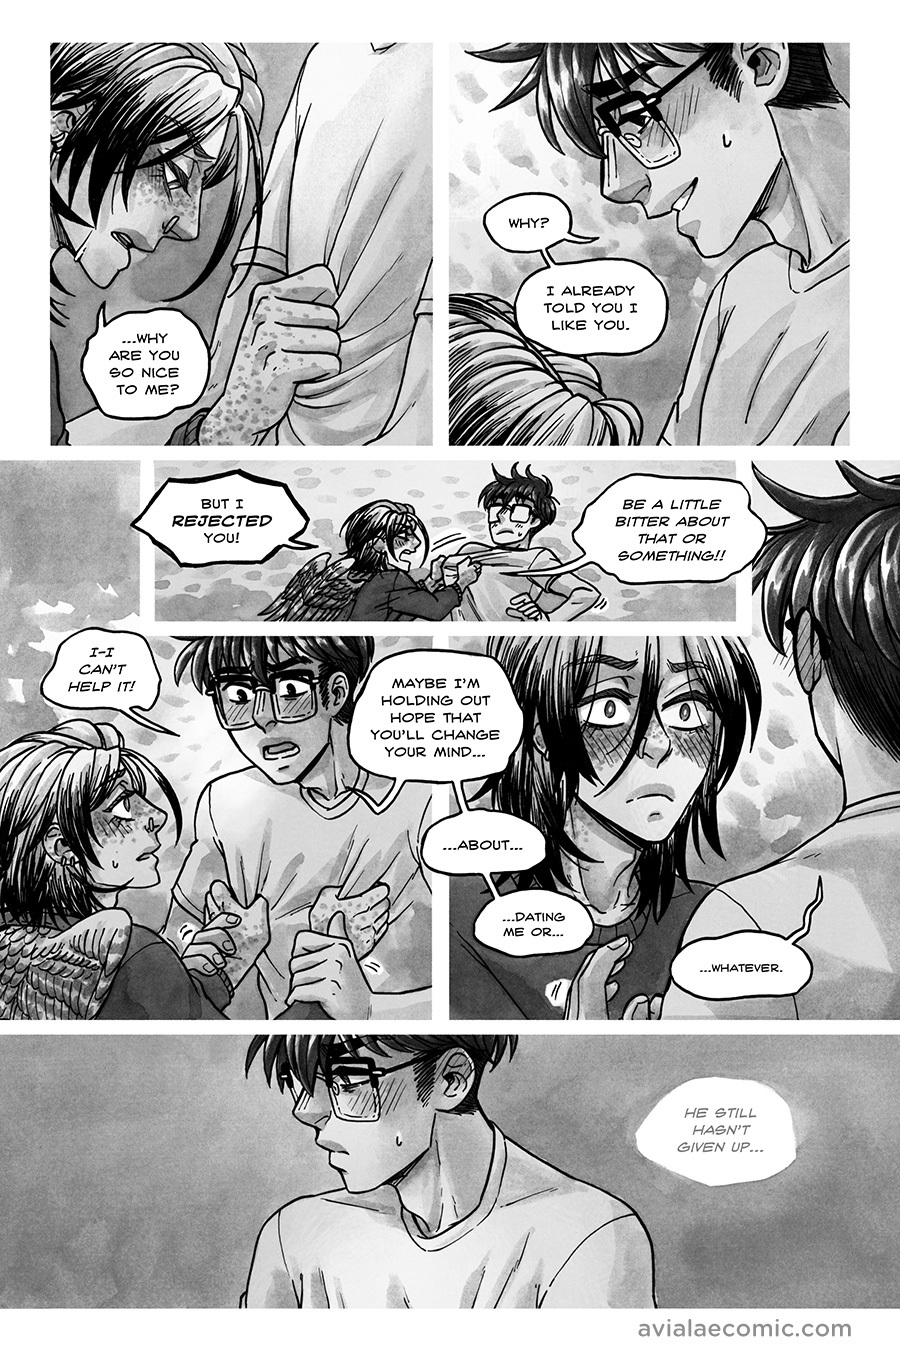 ...WHY
ARE YOU
SO NICE
TO ME?
WHY?
I ALREADY
TOLD YOU I
LIKE YOU.
BUT I
REJECTED
YOU!
BE A LITTLE
BITTER ABOUT
THAT OR
SOMETHING!!
I-I
CAN'T
HELP IT!
MAYBE I'M
HOLDING OUT
HOPE THAT
YOU'LL CHANGE
YOUR MIND...
...ABOUT...
...DATING
ME OR...
...WHATEVER.
HE STILL
HASN'T
GIVEN UP...
avialaecomic.com